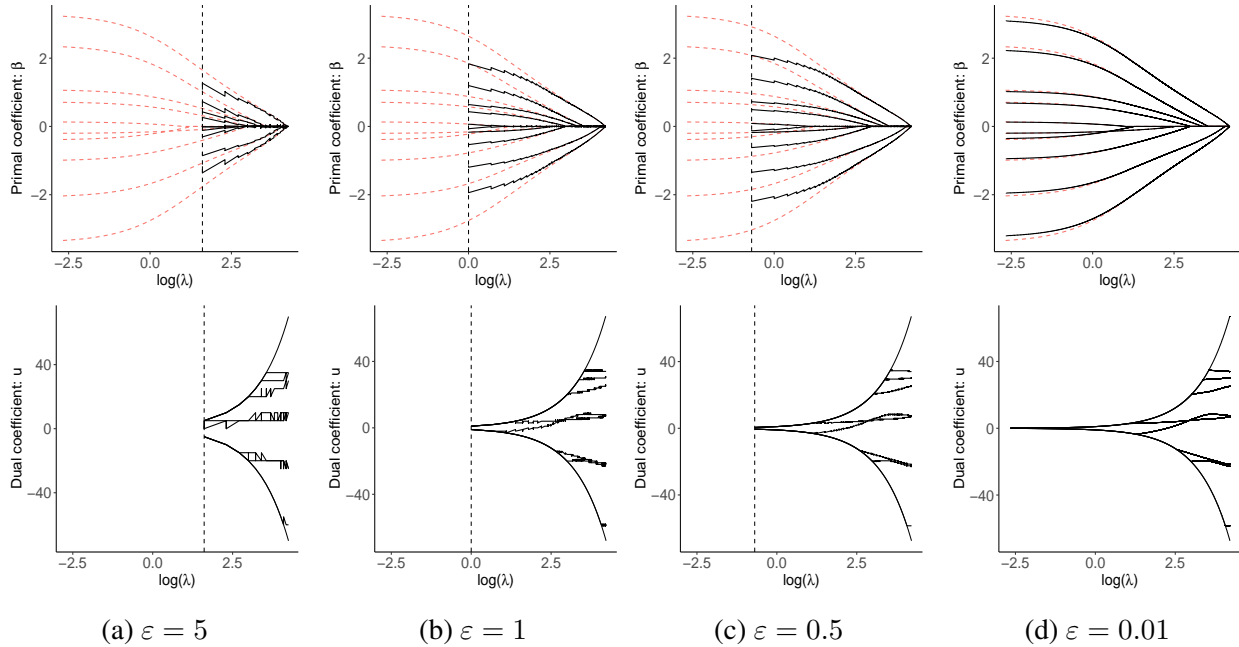 Primal coefficient: β
2
0
−2
−2.5 0.0 2.5
log(λ)
Primal coefficient: β
2
0
−2
−2.5 0.0 2.5
log(λ)
Primal coefficient: β
2
0
−2
−2.5 0.0 2.5
log(λ)
Primal coefficient: β
2
0
−2
−2.5 0.0 2.5
log(λ)
Dual coefficient: u
40
0
−40
−2.5 0.0 2.5
log(λ)
Dual coefficient: u
40
0
−40
−2.5 0.0 2.5
log(λ)
Dual coefficient: u
40
0
−40
−2.5 0.0 2.5
log(λ)
Dual coefficient: u
40
0
−40
−2.5 0.0 2.5
log(λ)
(a) ε = 5
(b) ε = 1
(c) ε = 0.5
(d) ε = 0.01